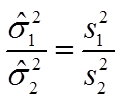 σ̂₁² / σ̂₂² = s₁² / s₂²